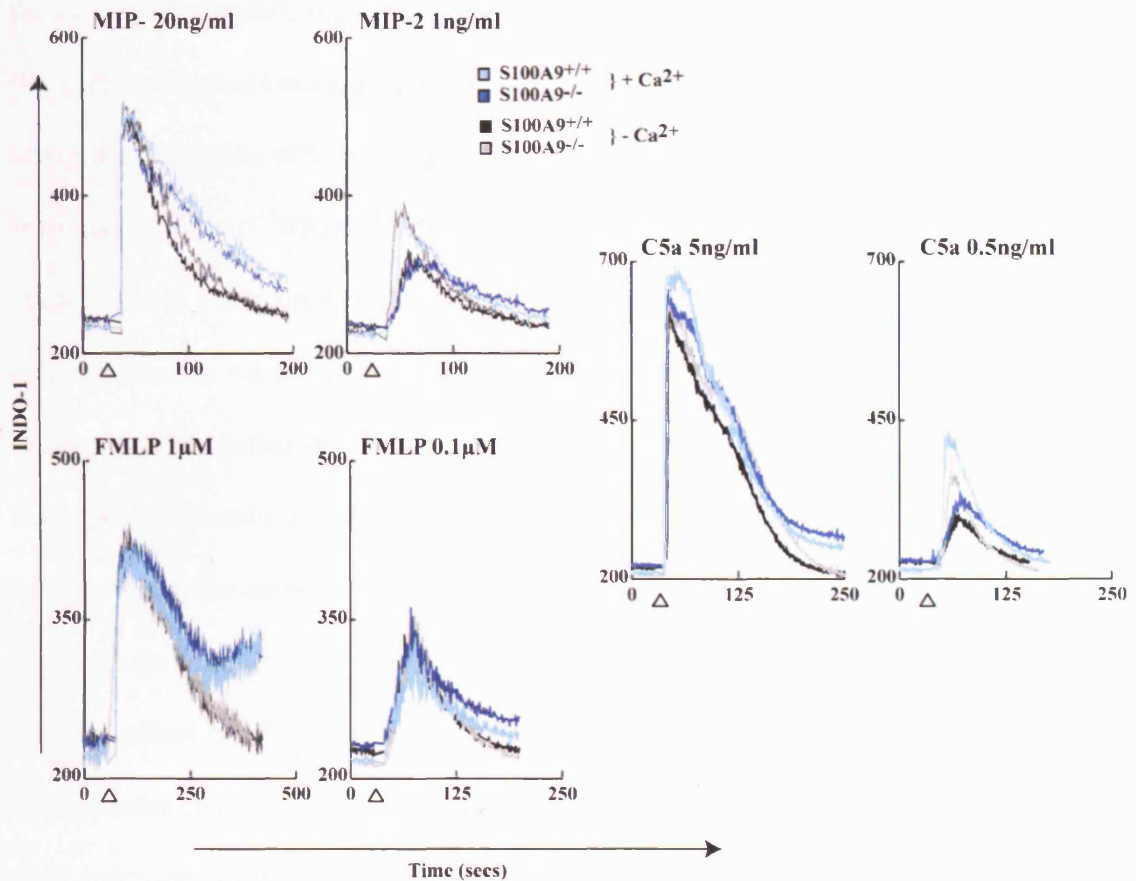 MIP- 20ng/ml
MIP-2 1ng/ml
600
400
200
0 100 200
0 100 200
S100A9+/+
S100A9-/-
} + Ca2+
S100A9+/+
S100A9-/-
} - Ca2+
C5a 5ng/ml
C5a 0.5ng/ml
700
450
200
0 125 250
700
450
200
0 125 250
INDO-1
FMLP 1µM
FMLP 0.1µM
500
350
200
0 250 500
500
350
200
0 125 250
600
400
200
Time (secs)